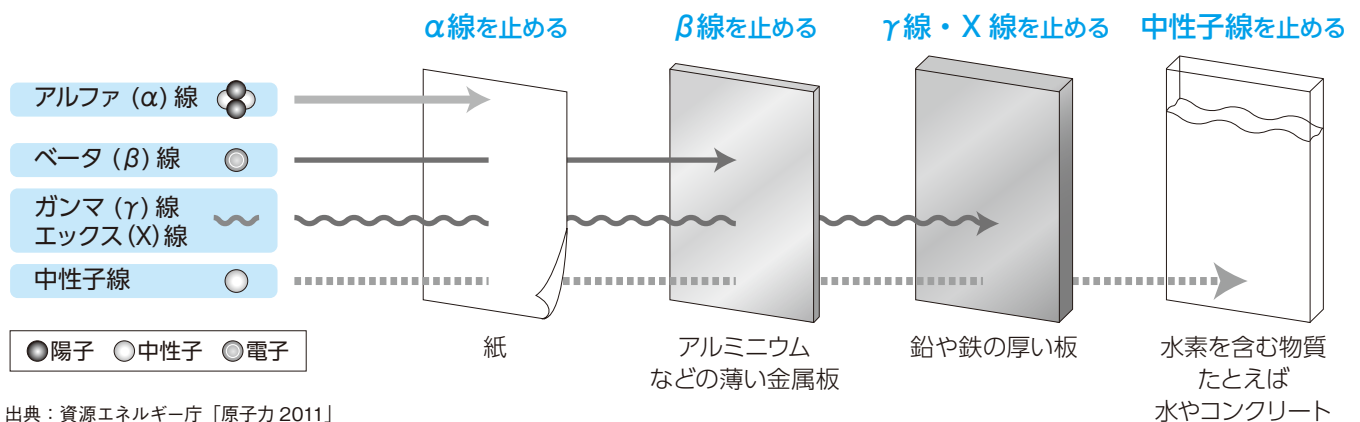 α線を止める
β線を止める
γ線・X線を止める
中性子線を止める
アルファ(α)線
ベータ(β)線
ガンマ(γ)線
エックス(X)線
中性子線
陽子 中性子 電子
紙
アルミニウム
などの薄い金属板
鉛や鉄の厚い板
水素を含む物質
たとえば
水やコンクリート
出典：資源エネルギー庁「原子力2011」